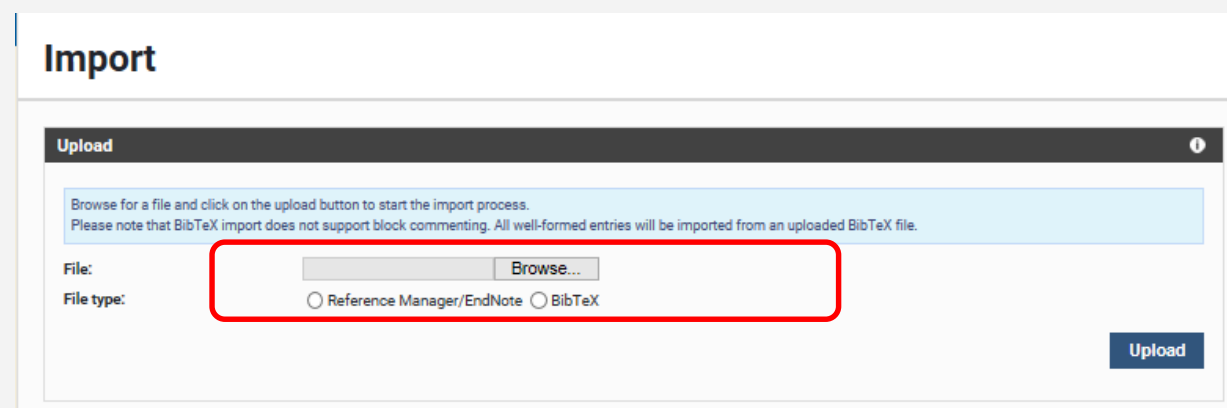 Import
Upload
Browse for a file and click on the upload button to start the import process.
Please note that BibTeX import does not support block commenting. All well-formed entries will be imported from an uploaded BibTeX file.
File: Browse...
File type: Reference Manager/EndNote BibTeX
Upload